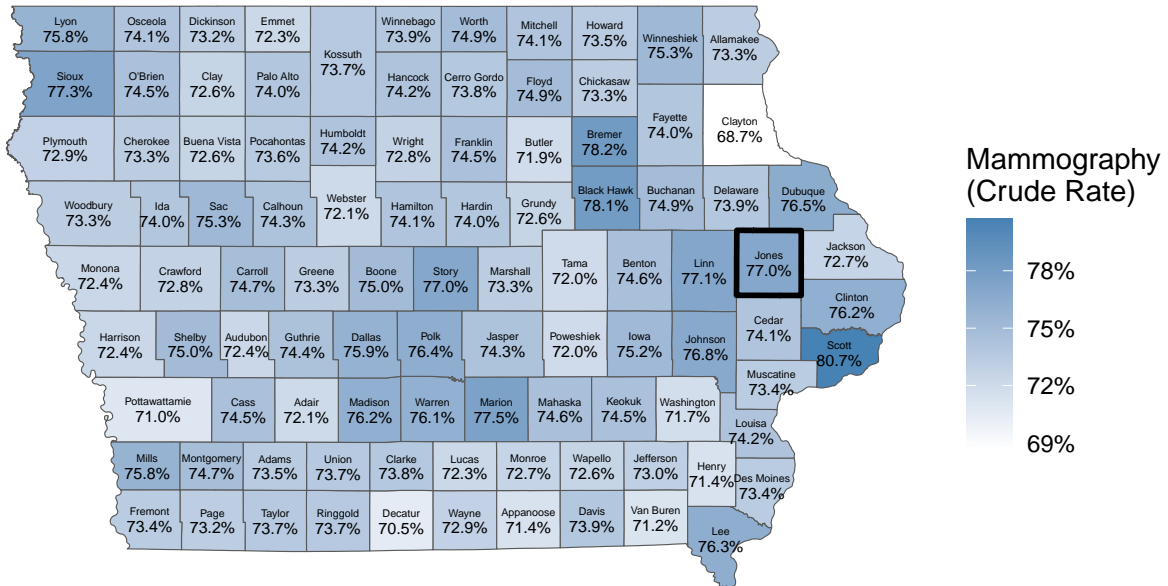 Lyon
75.8%
Osceola
74.1%
Dickinson
73.2%
Emmet
72.3%
Kossuth
73.7%
Winnebago
73.9%
Worth
74.9%
Mitchell
74.1%
Howard
73.5%
Winneshiek
75.3%
Allamakee
73.3%
Sioux
77.3%
O'Brien
74.5%
Clay
72.6%
Palo Alto
74.0%
Hancock
74.2%
Cerro Gordo
73.8%
Floyd
74.9%
Chickasaw
73.3%
Fayette
74.0%
Clayton
68.7%
Plymouth
72.9%
Cherokee
73.3%
Buena Vista
72.6%
Pocahontas
73.6%
Humboldt
74.2%
Wright
72.8%
Franklin
74.5%
Butler
71.9%
Bremer
78.2%
Woodbury
73.3%
Ida
74.0%
Sac
75.3%
Calhoun
74.3%
Webster
72.1%
Hamilton
74.1%
Hardin
74.0%
Grundy
72.6%
Black Hawk
78.1%
Buchanan
74.9%
Delaware
73.9%
Dubuque
76.5%
Monona
72.4%
Crawford
72.8%
Carroll
74.7%
Greene
73.3%
Boone
75.0%
Story
77.0%
Marshall
73.3%
Tama
72.0%
Benton
74.6%
Linn
77.1%
Jones
77.0%
Jackson
72.7%
Clinton
76.2%
Harrison
72.4%
Shelby
75.0%
Audubon
72.4%
Guthrie
74.4%
Dallas
75.9%
Polk
76.4%
Jasper
74.3%
Poweshiek
72.0%
Iowa
75.2%
Johnson
76.8%
Cedar
74.1%
Scott
80.7%
Muscatine
73.4%
Pottawattamie
71.0%
Cass
74.5%
Adair
72.1%
Madison
76.2%
Warren
76.1%
Marion
77.5%
Mahaska
74.6%
Keokuk
74.5%
Washington
71.7%
Louisa
74.2%
Mills
75.8%
Montgomery
74.7%
Adams
73.5%
Union
73.7%
Clarke
73.8%
Lucas
72.3%
Monroe
72.7%
Wapello
72.6%
Jefferson
73.0%
Henry
71.4%
Des Moines
73.4%
Fremont
73.4%
Page
73.2%
Taylor
73.7%
Ringgold
73.7%
Decatur
70.5%
Wayne
72.9%
Appanoose
71.4%
Davis
73.9%
Van Buren
71.2%
Lee
76.3%
Mammography
(Crude Rate)
78%
75%
72%
69%